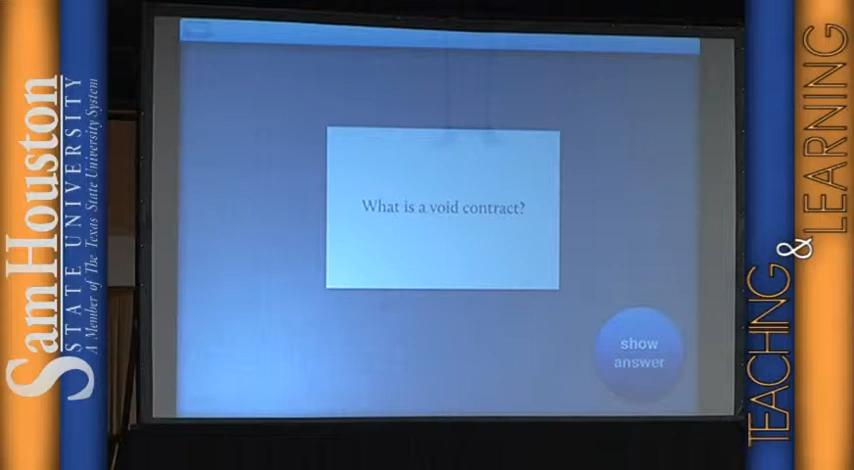 Sam Houston
STATE UNIVERSITY
A Member of The Texas State University System
What is a void contract?
show
answer
TEACHING & LEARNING